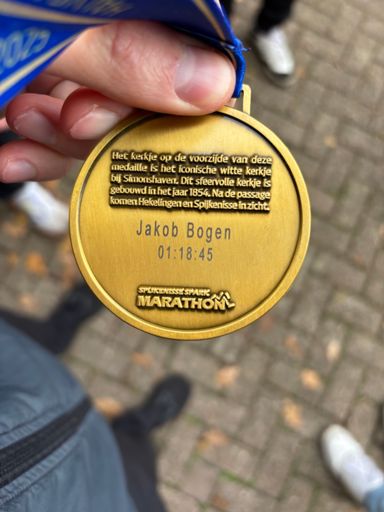 2025
Het kerkje op de voorzijde van deze
medaille is het iconische witte kerkje
bij Simonshaven. Dit sfeervolle kerkje is
gebouwd in het jaar 1854. Na de passage
komen Hekelingen en Spijkenisse in zicht.
Jakob Bogen
01:18:45
SPIJKENISSE SPARK
MARATHON